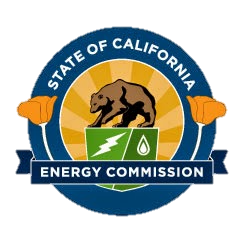 STATE OF CALIFORNIA
ENERGY COMMISSION